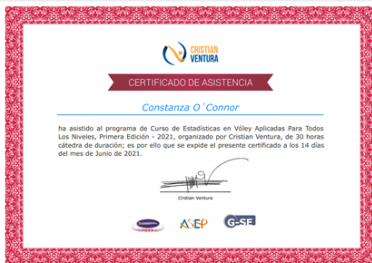 CRISTIAN
VENTURA
CERTIFICADO DE ASISTENCIA
Constanza O´Connor
ha asistido al programa de Curso de Estadísticas en Vóley Aplicadas Para Todos
Los Niveles, Primera Edición - 2021, organizado por Cristian Ventura, de 30 horas
cátedra de duración; es por ello que se expide el presente certificado a los 14 días
del mes de Junio de 2021.
Cristian Ventura
ASEP
G-SE